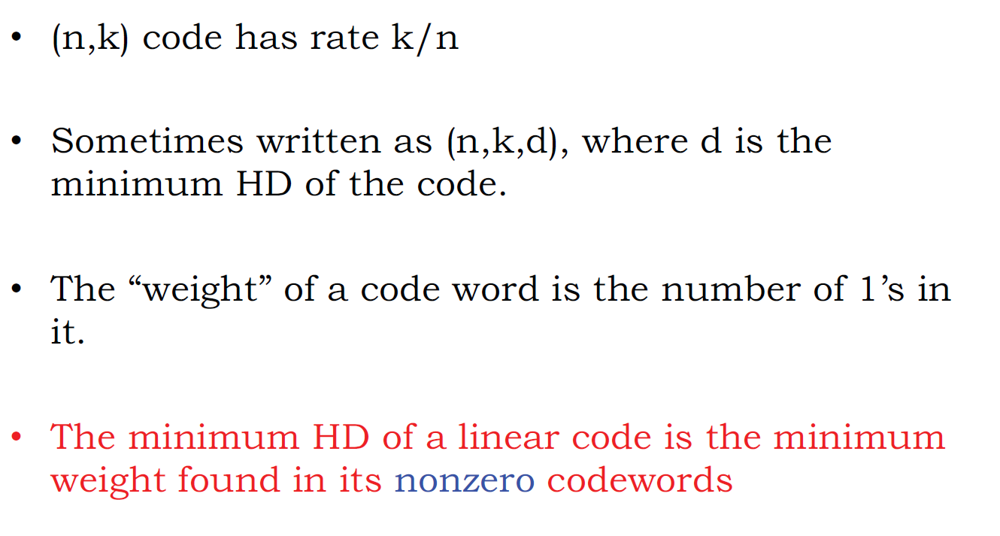 • (n,k) code has rate k/n
• Sometimes written as (n,k,d), where d is the
minimum HD of the code.
• The “weight” of a code word is the number of 1’s in
it.
• The minimum HD of a linear code is the minimum
weight found in its nonzero codewords